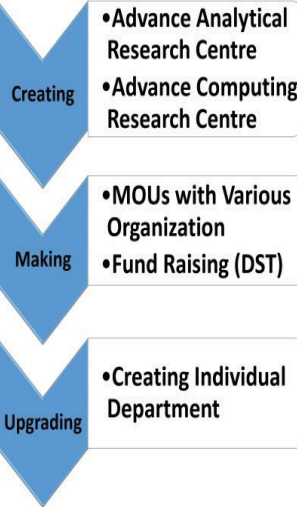 Creating
•Advance Analytical
Research Centre
•Advance Computing
Research Centre
Making
•MOUs with Various
Organization
•Fund Raising (DST)
Upgrading
•Creating Individual
Department